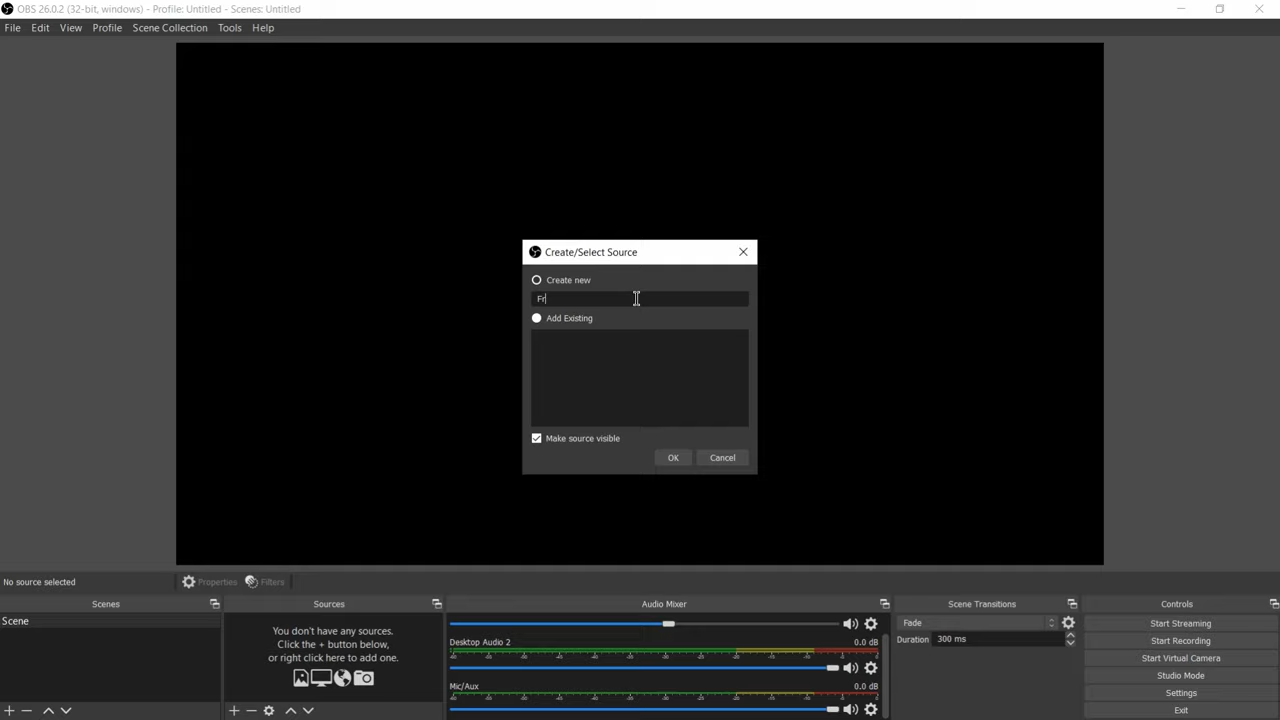 OBS 26.0.2 (32-bit, windows) - Profile: Untitled - Scenes: Untitled
File Edit View Profile Scene Collection Tools Help
Create/Select Source
Create new
Fr
Add Existing
Make source visible
OK Cancel
No source selected Properties Filters
Scenes
Scene
Sources
You don't have any sources.
Click the + button below,
or right click here to add one.
Audio Mixer
Desktop Audio 2 0.0 dB
Mic/Aux 0.0 dB
Scene Transitions
Fade
Duration 300 ms
Controls
Start Streaming
Start Recording
Start Virtual Camera
Studio Mode
Settings
Exit